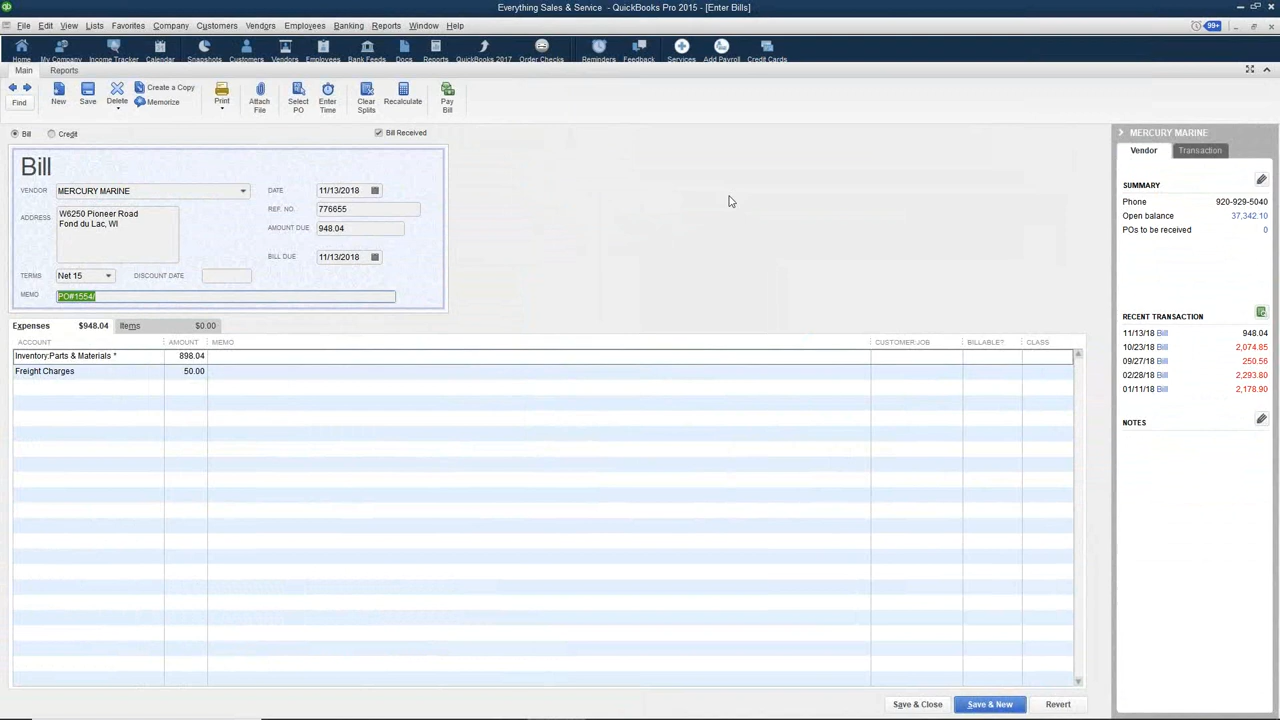 Everything Sales & Service - QuickBooks Pro 2015 - [Enter Bills]
File Edit View Lists Favorites Company Customers Vendors Employees Banking Reports Window Help
99+
Home My Company Income Tracker Calendar Snapshots Customers Vendors Employees Bank Feeds Docs Reports QuickBooks 2017 Order Checks Reminders Feedback Services Add Payroll Credit Cards
Main Reports
Find New Save Delete Create a Copy Memorize Print Attach File Select PO Enter Time Clear Splits Recalculate Pay Bill
Bill Credit Bill Received
Bill
VENDOR MERCURY MARINE DATE 11/13/2018
ADDRESS W6250 Pioneer Road REF. NO. 776655
Fond du Lac, WI AMOUNT DUE 948.04
BILL DUE 11/13/2018
TERMS Net 15 DISCOUNT DATE
MEMO PO#1554/
Expenses $948.04 Items $0.00
ACCOUNT AMOUNT MEMO CUSTOMER:JOB BILLABLE? CLASS
Inventory:Parts & Materials * 898.04
Freight Charges 50.00
MERCURY MARINE
Vendor Transaction
SUMMARY
Phone 920-929-5040
Open balance 37,342.10
POs to be received 0
RECENT TRANSACTION
11/13/18 Bill 948.04
10/23/18 Bill 2,074.85
09/27/18 Bill 250.56
02/28/18 Bill 2,293.80
01/11/18 Bill 2,178.90
NOTES
Save & Close Save & New Revert